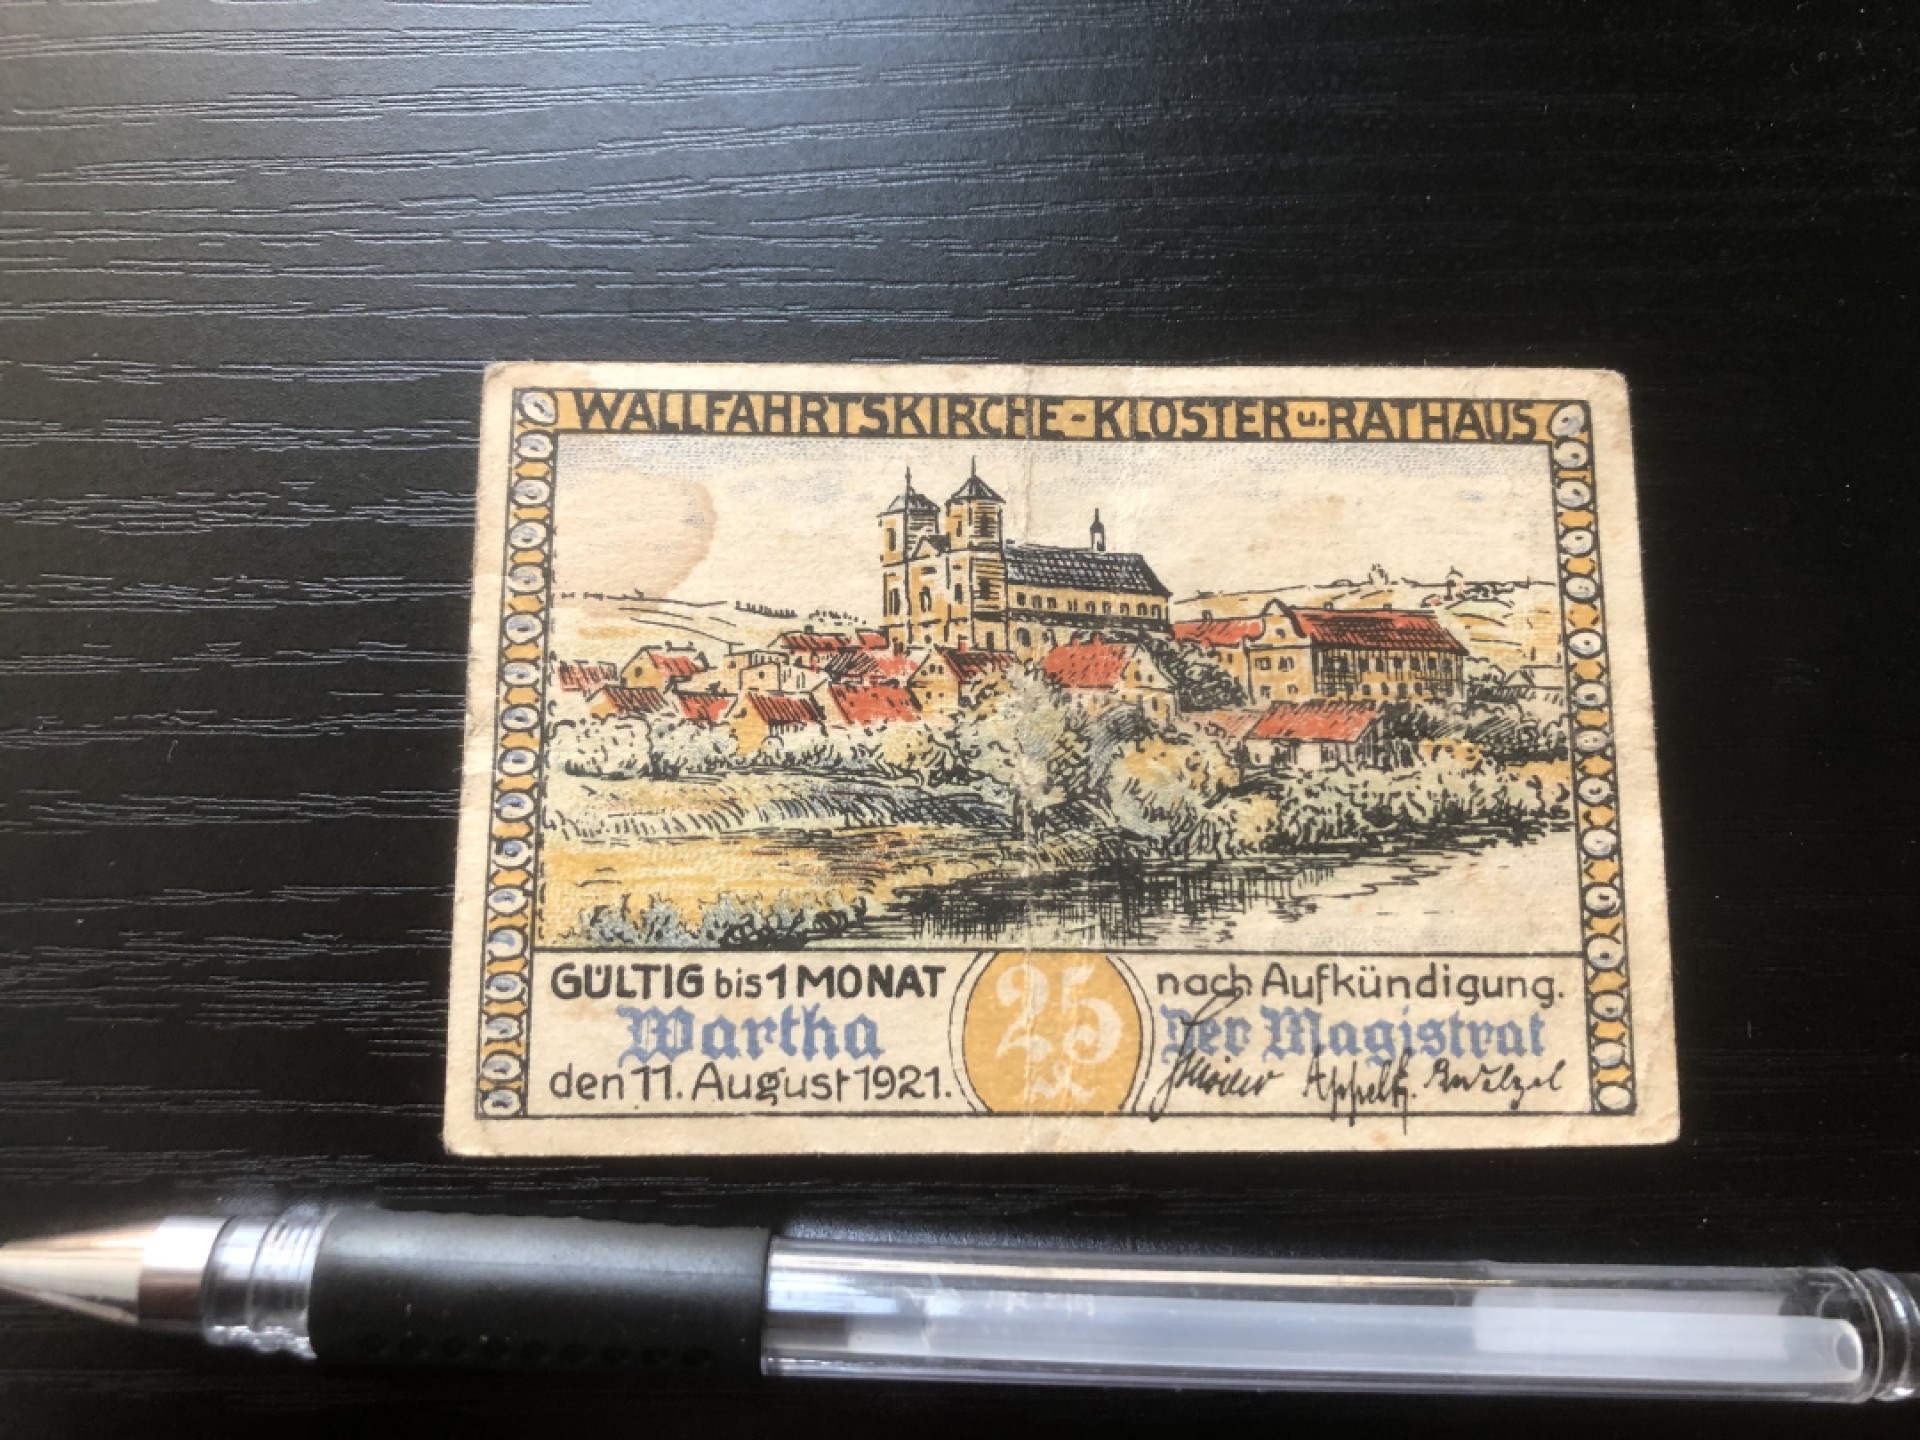 WALLFAHRTSKIRCHE-KLOSTER u. RATHAUS
GÜLTIG bis 1 MONAT
25
nach Aufkündigung.
Wartha
Der Magistrat
den 11. August 1921.